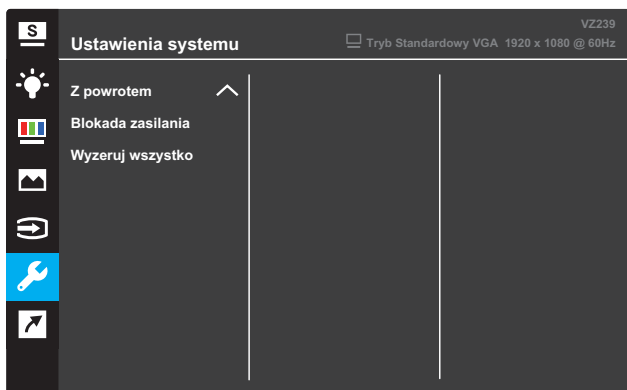 S
VZ239
Ustawienia systemu
Tryb Standardowy VGA 1920 x 1080 @ 60Hz
Z powrotem
Blokada zasilania
Wyzeruj wszystko